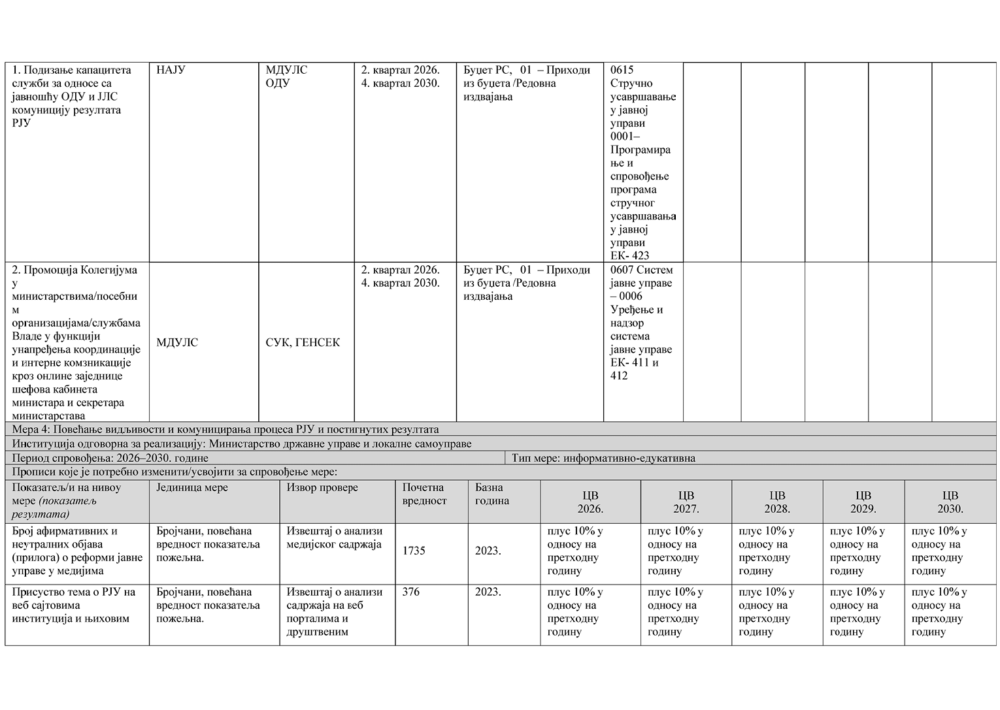 1. Подизање капацитета
служби за односе са
јавношћу ОДУ и ЈЛС
комуницију резултата
РЈУ
НАЈУ
МДУЛС
ОДУ
2. квартал 2026.
4. квартал 2030.
Буџет РС,   01  – Приходи
из буџета /Редовна
издвајања
0615
Стручно
усавршавање
у јавној
управи
0001–
Програмира
ње и
спровођење
програма
стручног
усавршавања
у јавној
управи
ЕК- 423
2. Промоција Колегијума
у
министарствима/посебни
м
организацијама/службама
Владе у функцији
унапређења координације
и интерне комзникације
кроз онлине заједнице
шефова кабинета
министара и секретара
министарстава
МДУЛС
СУК, ГЕНСЕК
2. квартал 2026.
4. квартал 2030.
Буџет РС,   01  – Приходи
из буџета /Редовна
издвајања
0607 Систем
јавне управе
– 0006
Уређење и
надзор
система
јавне управе
ЕК- 411 и
412
Мера 4: Повећање видљивости и комуницирања процеса РЈУ и постигнутих резултата
Институција одговорна за реализацију: Министарство државне управе и локалне самоуправе
Период спровођења: 2026–2030. године
Тип мере: информативно-едукативна
Прописи које је потребно изменити/усвојити за спровођење мере:
Показатељ/и на нивоу
мере (показатељ
резултата)
Јединица мере
Извор провере
Почетна
вредност
Базна
година
ЦВ
2026.
ЦВ
2027.
ЦВ
2028.
ЦВ
2029.
ЦВ
2030.
Број афирмативних и
неутралних објава
(прилога) о реформи јавне
управе у медијима
Бројчани, повећана
вредност показатеља
пожељна.
Извештај о анализи
медијског садржаја
1735
2023.
плус 10% у
односу на
претходну
годину
плус 10% у
односу на
претходну
годину
плус 10% у
односу на
претходну
годину
плус 10% у
односу на
претходну
годину
плус 10% у
односу на
претходну
годину
Присуство тема о РЈУ на
веб сајтовима
институција и њиховим
Бројчани, повећана
вредност показатеља
пожељна.
Извештај о анализи
садржаја на веб
порталима и
друштвеним
376
2023.
плус 10% у
односу на
претходну
годину
плус 10% у
односу на
претходну
годину
плус 10% у
односу на
претходну
годину
плус 10% у
односу на
претходну
годину
плус 10% у
односу на
претходну
годину